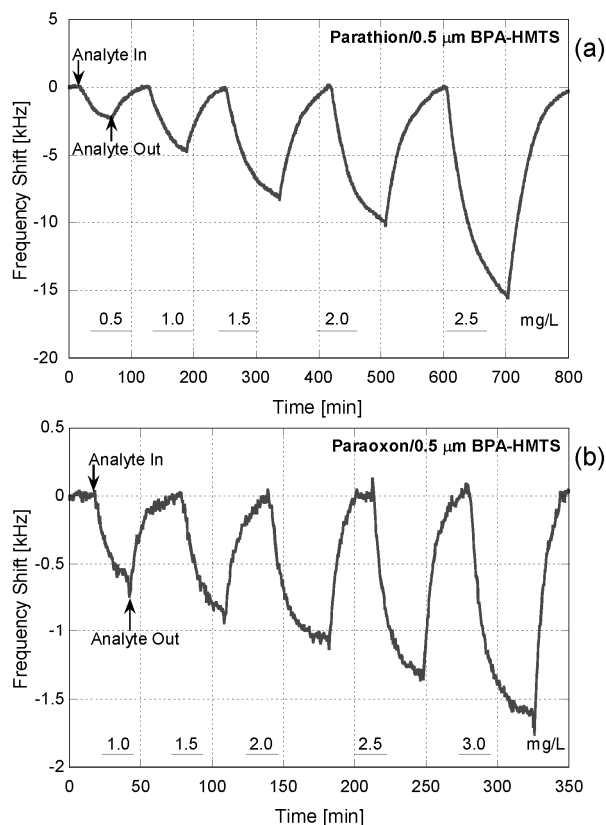 5
Parathion/0.5 μm BPA-HMTS
(a)
Analyte In
0
Analyte Out
-5
-10
-15
-20
Frequency Shift [kHz]
0.5 1.0 1.5 2.0 2.5 mg/L
0 100 200 300 400 500 600 700 800
Time [min]
0.5
Paraoxon/0.5 μm BPA-HMTS
(b)
Analyte In
0
-0.5
Analyte Out
-1
-1.5
-2
Frequency Shift [kHz]
1.0 1.5 2.0 2.5 3.0 mg/L
0 50 100 150 200 250 300 350
Time [min]